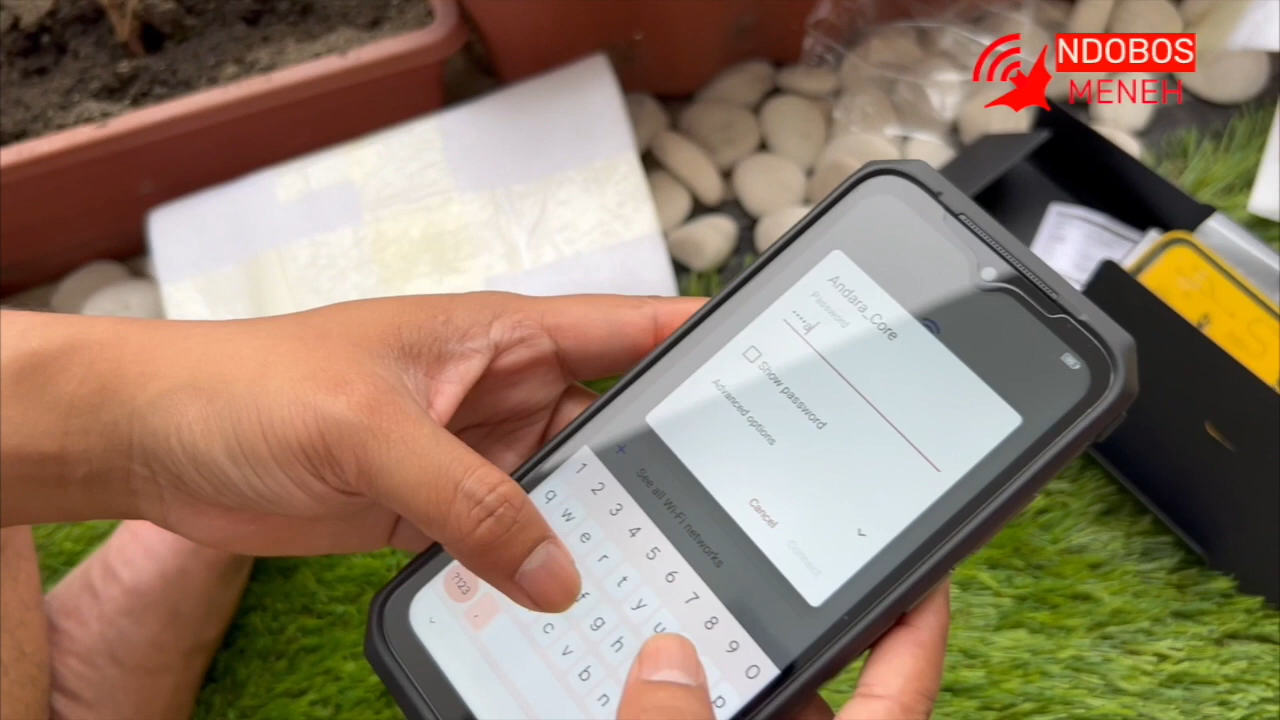 NDOBOS
MENEH
Andara_Core
Password
••••a
Show password
Advanced options
Cancel
Connect
See all Wi-Fi networks
1 2 3 4 5 6 7 8 9 0
q w e r t y u p
f g h
?123 c v b n
,